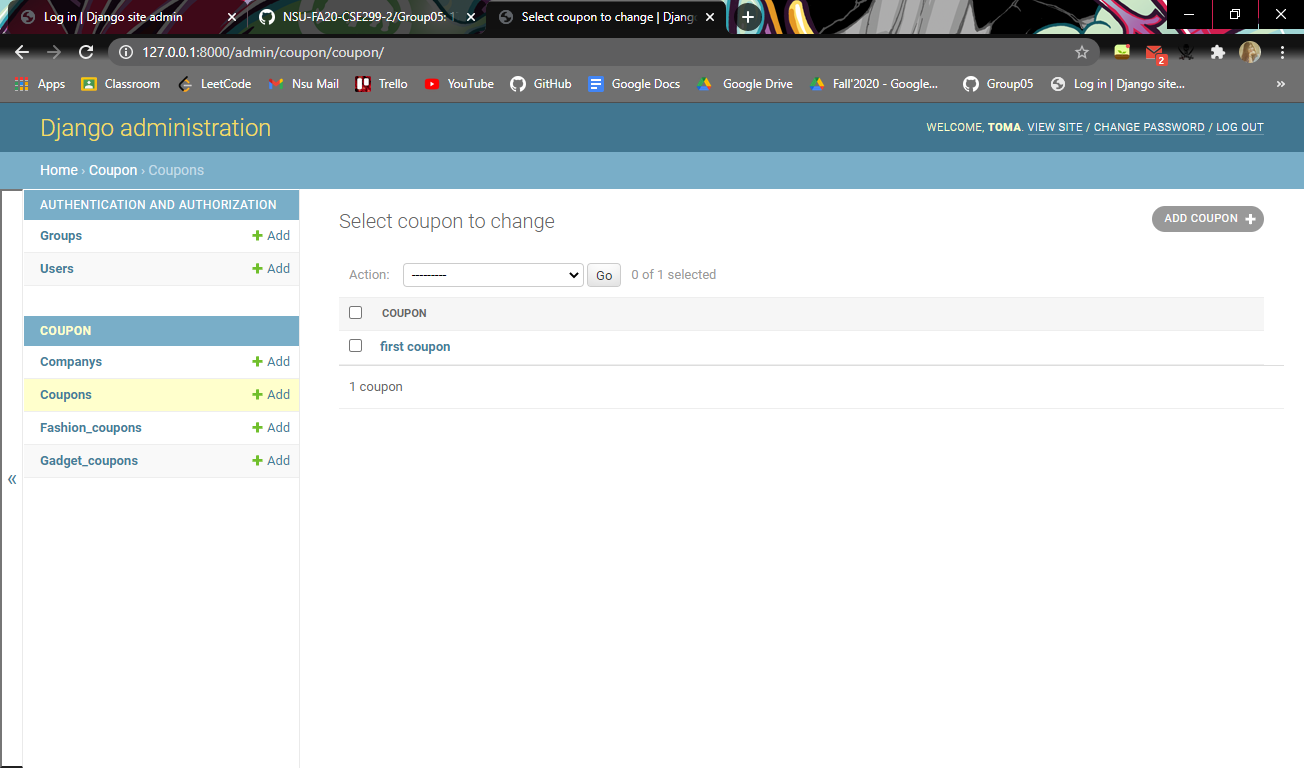 Log in | Django site admin
NSU-FA20-CSE299-2/Group05:
Select coupon to change | Django
127.0.0.1:8000/admin/coupon/coupon/
2
Apps Classroom LeetCode Nsu Mail Trello YouTube GitHub Google Docs Google Drive Fall'2020 - Google... Group05 Log in | Django site... »
Django administration
WELCOME, TOMA. VIEW SITE / CHANGE PASSWORD / LOG OUT
Home › Coupon › Coupons
AUTHENTICATION AND AUTHORIZATION
Groups + Add
Users + Add
COUPON
Companys + Add
Coupons + Add
Fashion_coupons + Add
Gadget_coupons + Add
«
Select coupon to change
ADD COUPON +
Action: --------- Go 0 of 1 selected
COUPON
first coupon
1 coupon